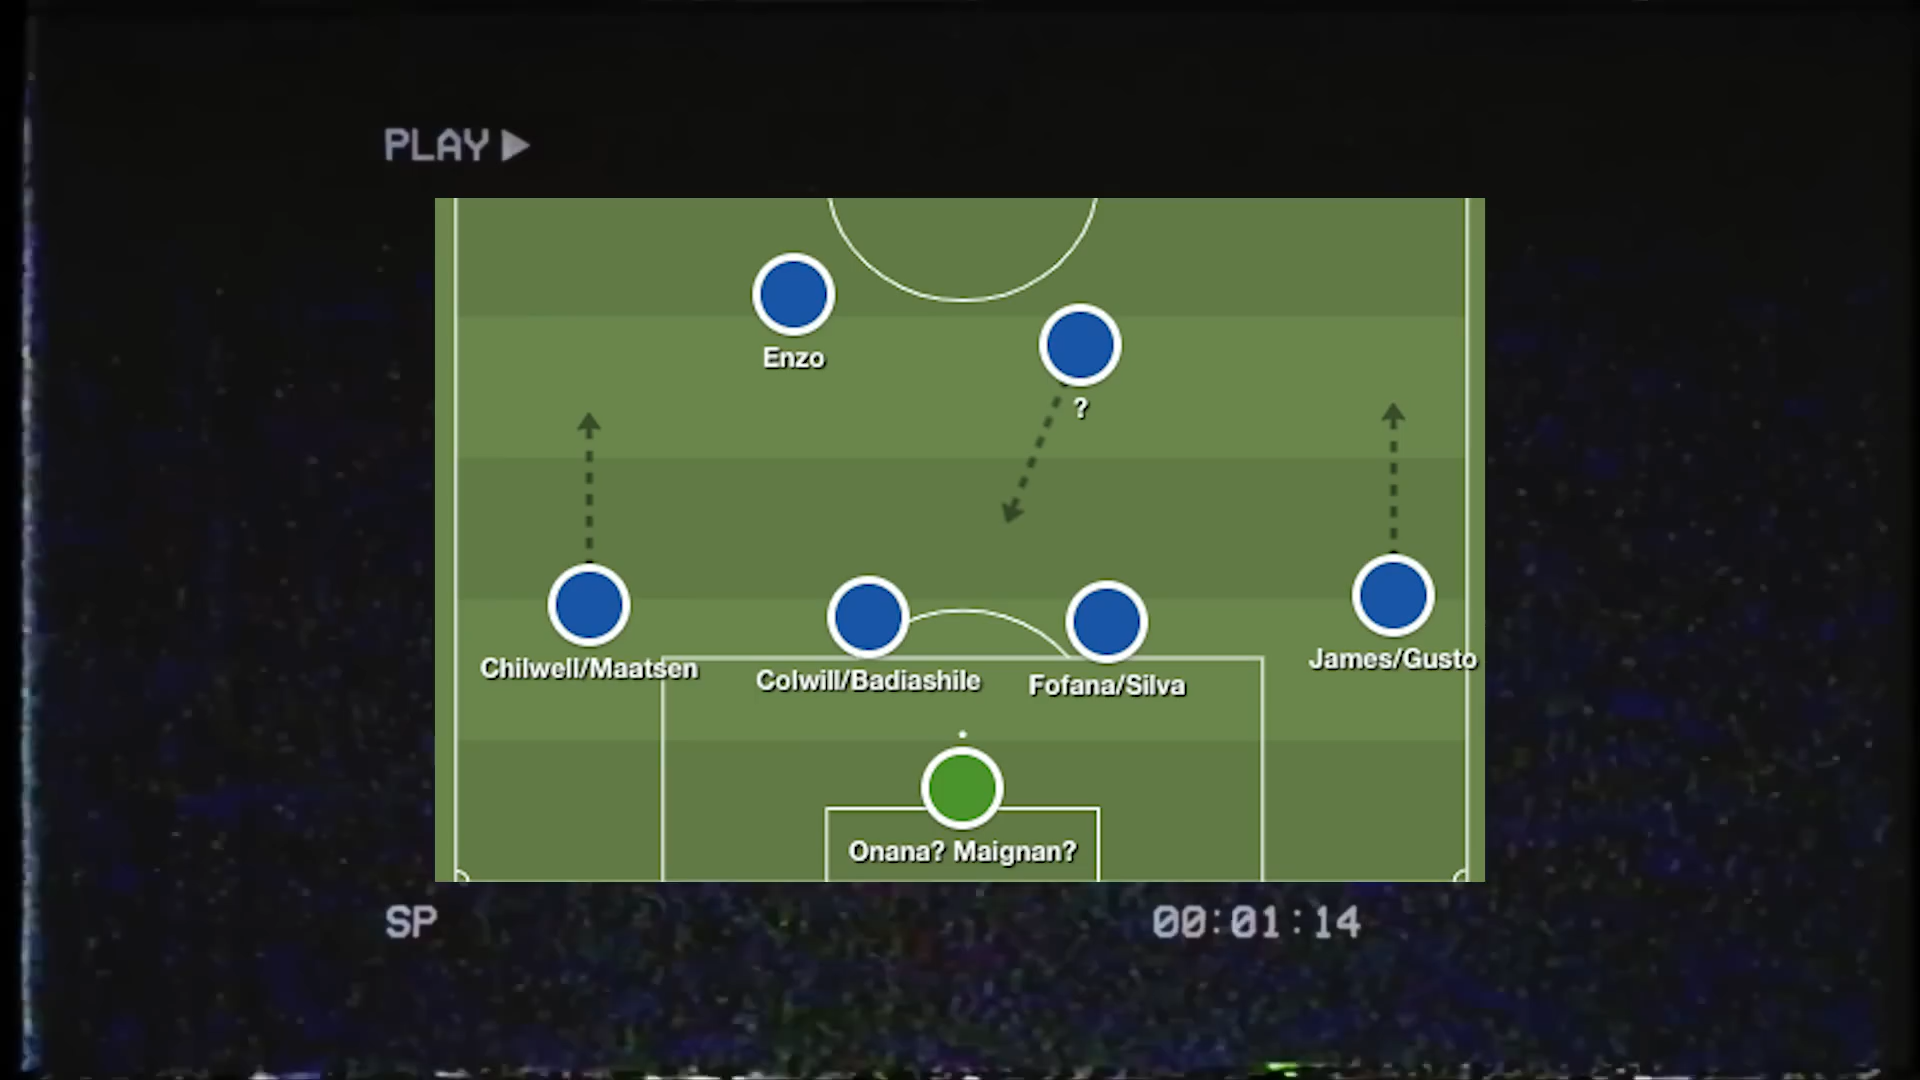 PLAY
Enzo
?
Chilwell/Maatsen
Colwill/Badiashile
Fofana/Silva
James/Gusto
Onana? Maignan?
SP
00:01:14